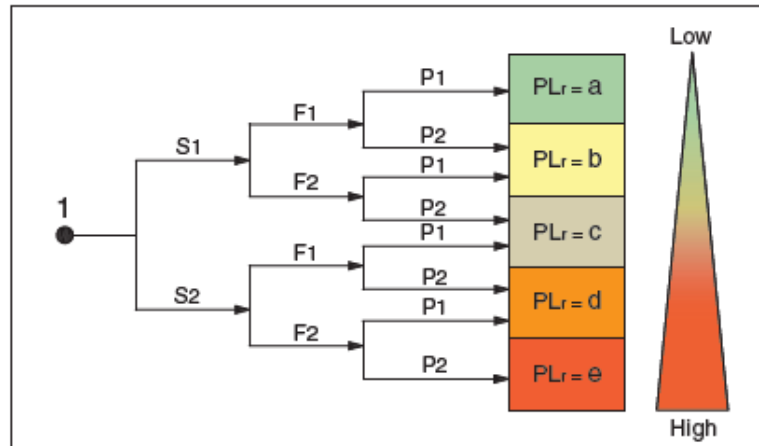 Low
P1
PLr = a
F1
P2
S1
P1
PLr = b
F2
1
P2
P1
PLr = c
F1
P2
S2
P1
PLr = d
F2
P2
PLr = e
High